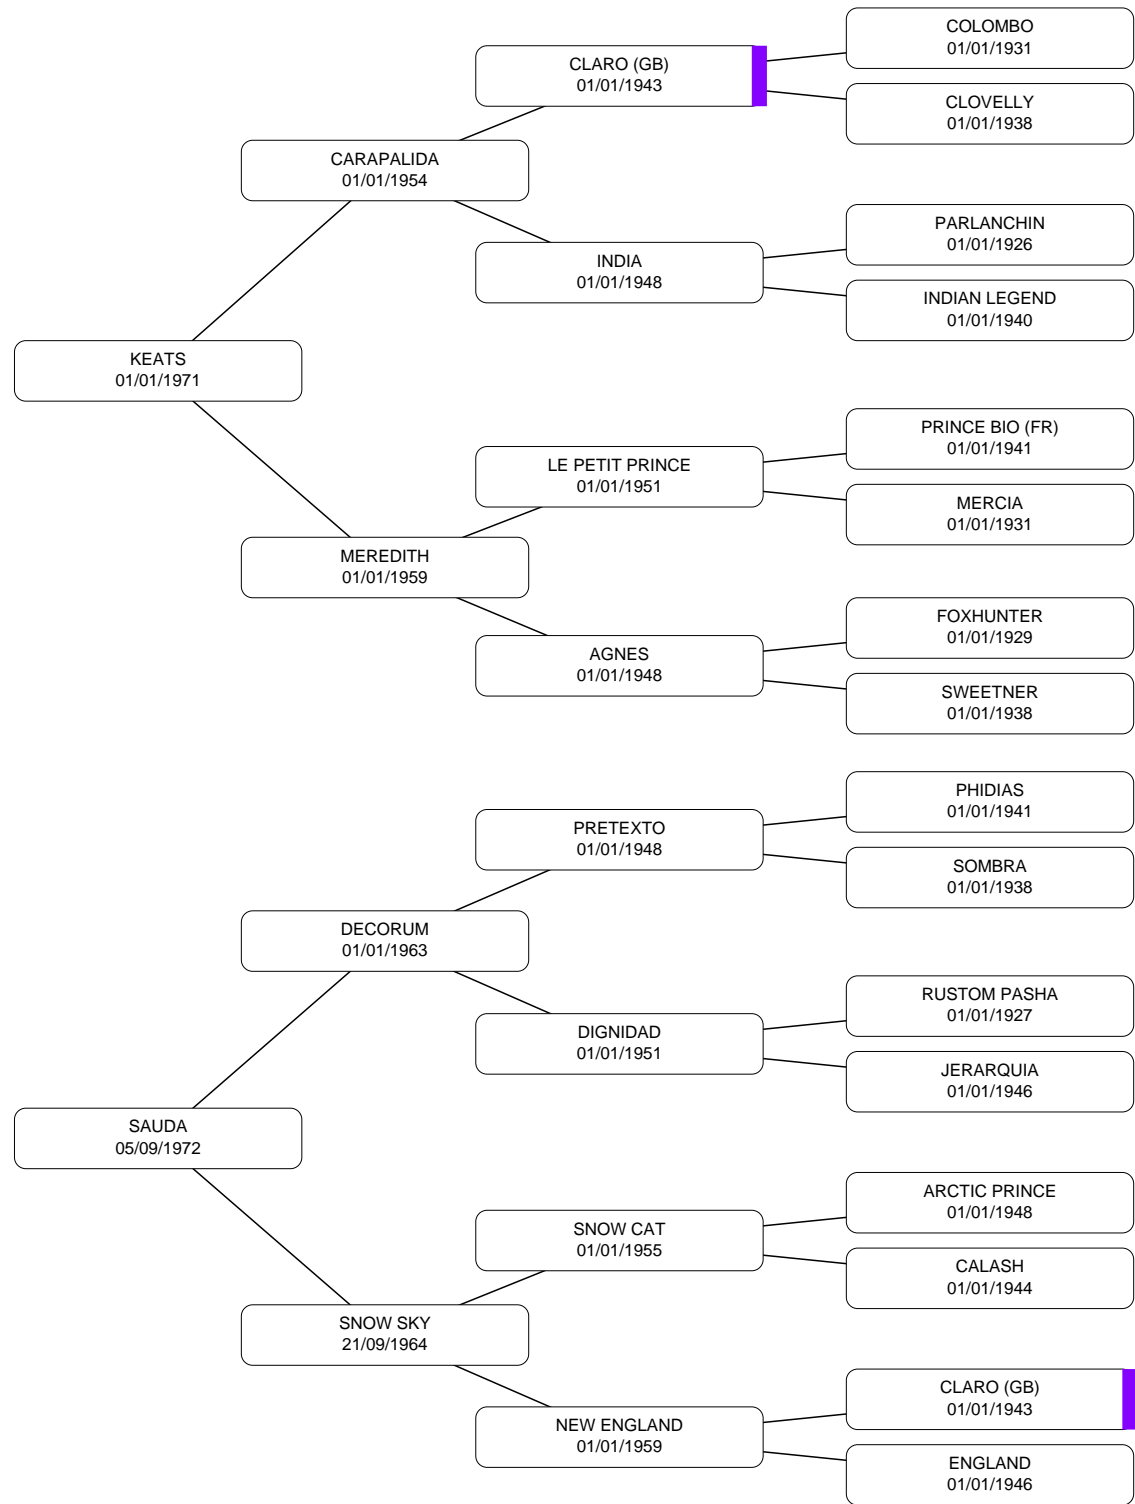 COLOMBO
01/01/1931
CLARO (GB)
01/01/1943
CLOVELLY
01/01/1938
CARAPALIDA
01/01/1954
PARLANCHIN
01/01/1926
INDIA
01/01/1948
INDIAN LEGEND
01/01/1940
KEATS
01/01/1971
PRINCE BIO (FR)
01/01/1941
LE PETIT PRINCE
01/01/1951
MERCIA
01/01/1931
MEREDITH
01/01/1959
FOXHUNTER
01/01/1929
AGNES
01/01/1948
SWEETNER
01/01/1938
PHIDIAS
01/01/1941
PRETEXTO
01/01/1948
SOMBRA
01/01/1938
DECORUM
01/01/1963
RUSTOM PASHA
01/01/1927
DIGNIDAD
01/01/1951
JERARQUIA
01/01/1946
SAUDA
05/09/1972
ARCTIC PRINCE
01/01/1948
SNOW CAT
01/01/1955
CALASH
01/01/1944
SNOW SKY
21/09/1964
CLARO (GB)
01/01/1943
NEW ENGLAND
01/01/1959
ENGLAND
01/01/1946